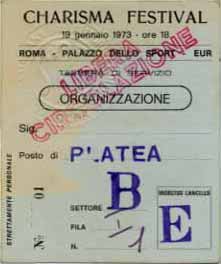 CHARISMA FESTIVAL
19 gennaio 1973 - ore 18
ROMA - PALAZZO DELLO SPORT - EUR
TESSERA DI SERVIZIO
LIBERA
CIRCOLAZIONE
ORGANIZZAZIONE
Sig.
Posto di PLATEA
STRETTAMENTE PERSONALE
N° 01
SETTORE B
INGRESSO CANCELLO
E
FILA
N. 1